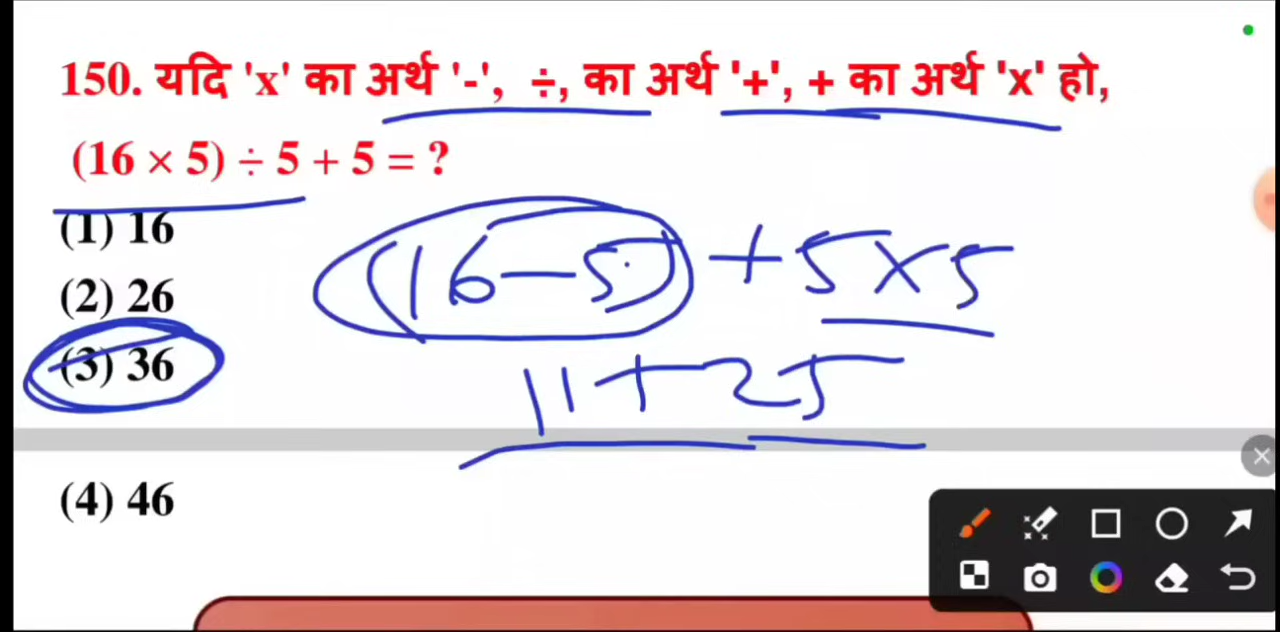 150. यदि 'x' का अर्थ '-', ÷, का अर्थ '+', + का अर्थ 'x' हो,
(16 × 5) ÷ 5 + 5 = ?
(1) 16
(16-5) + 5 × 5
(2) 26
(3) 36
11 + 25
(4) 46